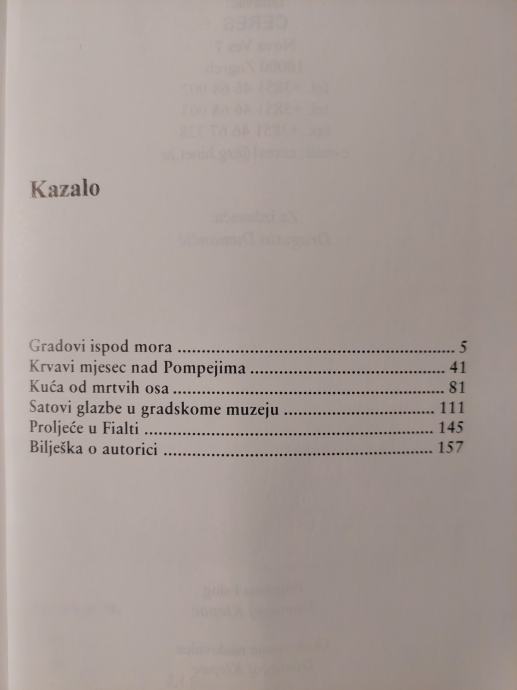 Kazalo
Gradovi ispod mora ........................................................ 5
Krvavi mjesec nad Pompejima ........................................ 41
Kuća od mrtvih osa ........................................................ 81
Satovi glazbe u gradskome muzeju ............................... 111
Proljeće u Fialti ........................................................... 145
Bilješka o autorici ....................................................... 157